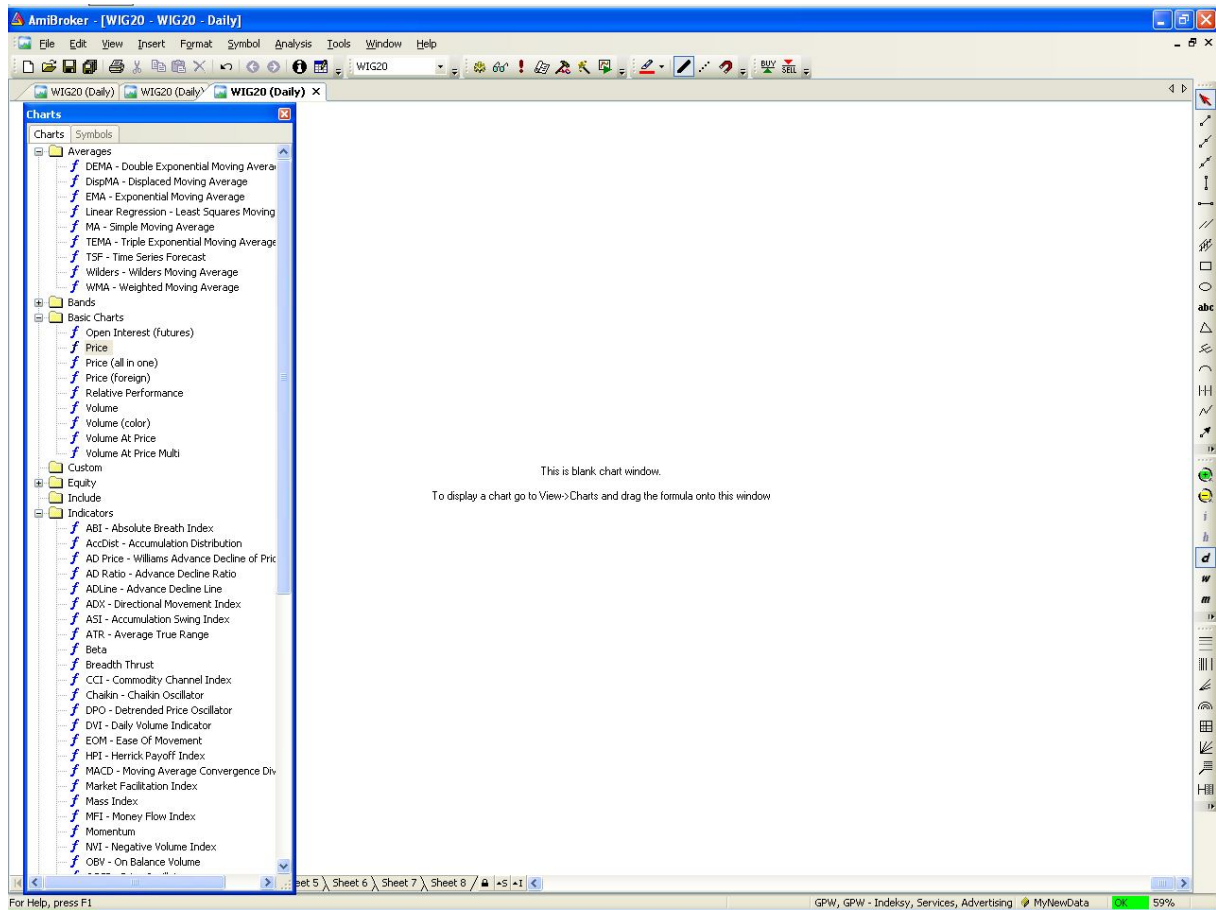 AmiBroker - [WIG20 - WIG20 - Daily]
File Edit View Insert Format Symbol Analysis Tools Window Help
WIG20
BUY SELL
WIG20 (Daily) WIG20 (Daily) WIG20 (Daily)
Charts
Charts Symbols
Averages
DEMA - Double Exponential Moving Avera
DispMA - Displaced Moving Average
EMA - Exponential Moving Average
Linear Regression - Least Squares Moving
MA - Simple Moving Average
TEMA - Triple Exponential Moving Average
TSF - Time Series Forecast
Wilders - Wilders Moving Average
WMA - Weighted Moving Average
Bands
Basic Charts
Open Interest (futures)
Price
Price (all in one)
Price (foreign)
Relative Performance
Volume
Volume (color)
Volume At Price
Volume At Price Multi
Custom
Equity
Include
Indicators
ABI - Absolute Breath Index
AccDist - Accumulation Distribution
AD Price - Williams Advance Decline of Pric
AD Ratio - Advance Decline Ratio
ADLine - Advance Decline Line
ADX - Directional Movement Index
ASI - Accumulation Swing Index
ATR - Average True Range
Beta
Breadth Thrust
CCI - Commodity Channel Index
Chaikin - Chaikin Oscillator
DPO - Detrended Price Oscillator
DVI - Daily Volume Indicator
EOM - Ease Of Movement
HPI - Herrick Payoff Index
MACD - Moving Average Convergence Div
Market Facilitation Index
Mass Index
MFI - Money Flow Index
Momentum
NVI - Negative Volume Index
OBV - On Balance Volume
This is blank chart window.
To display a chart go to View->Charts and drag the formula onto this window
abc
i
h
d
w
m
eet 5 Sheet 6 Sheet 7 Sheet 8 S I
For Help, press F1
GPW, GPW - Indeksy, Services, Advertising MyNewData OK 59%